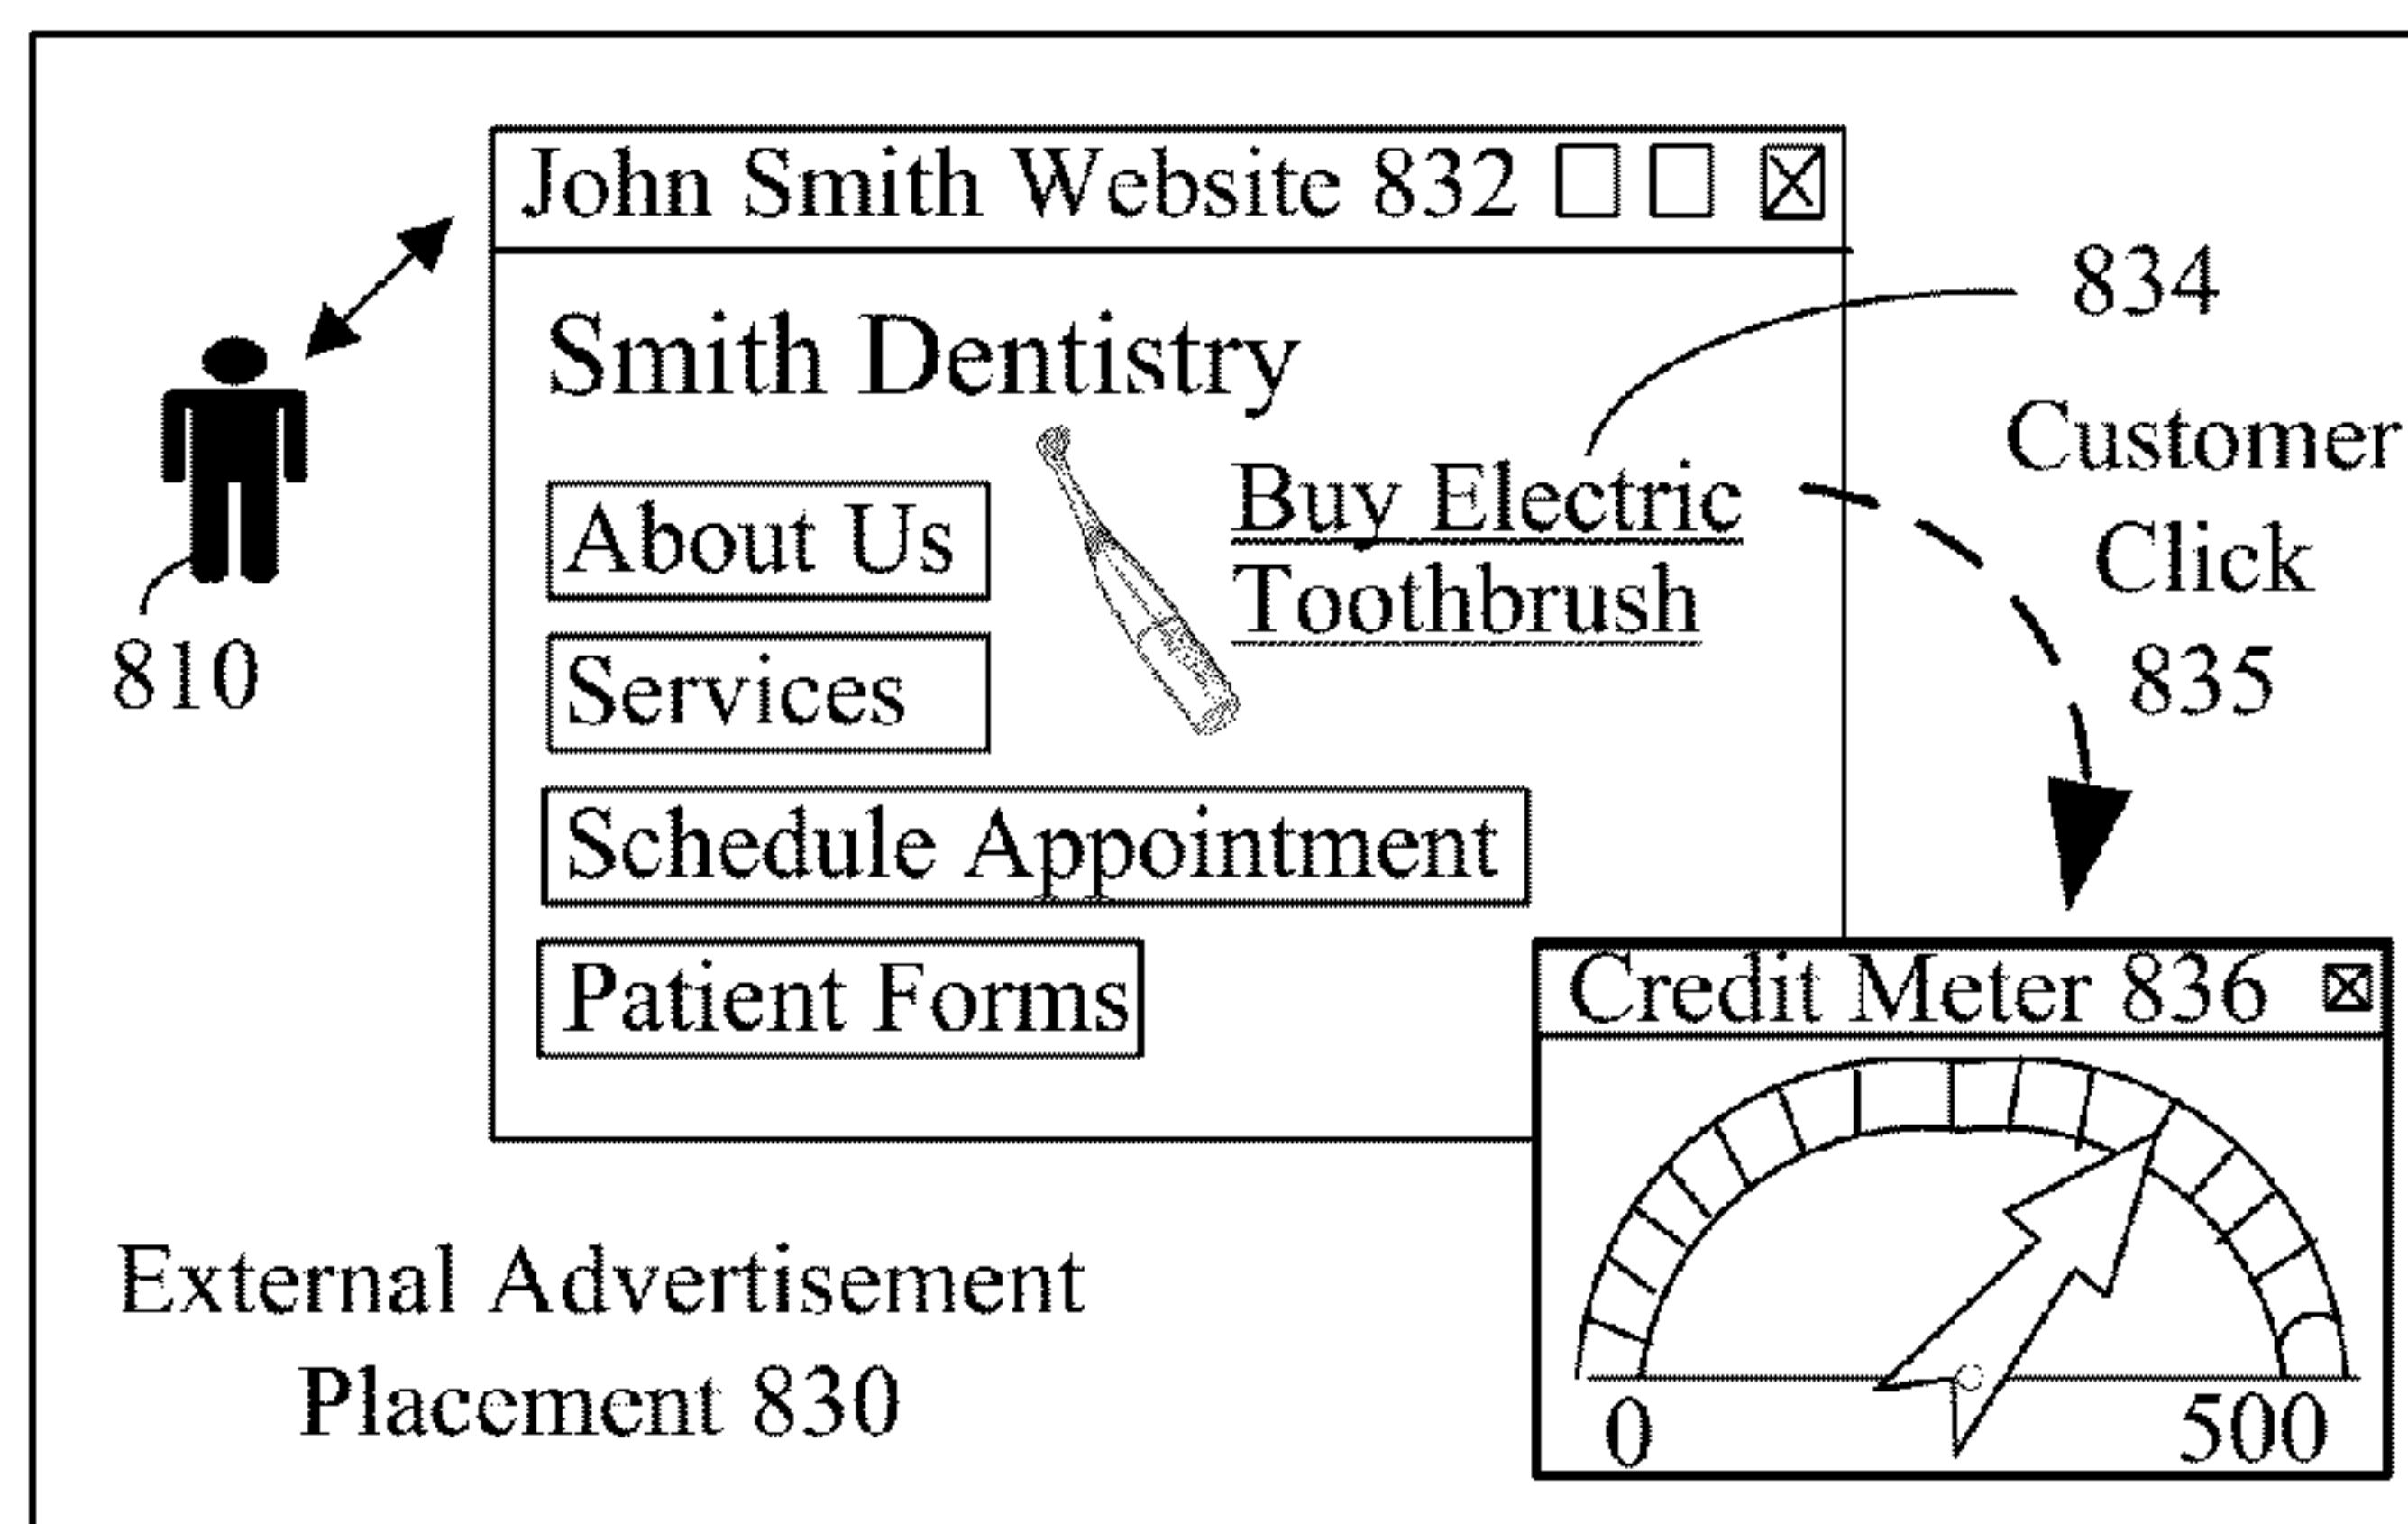 John Smith Website 832
834
Smith Dentistry
Customer
Click
835
Buy Electric
Toothbrush
About Us
810
Services
Schedule Appointment
Patient Forms
Credit Meter 836
0
500
External Advertisement
Placement 830